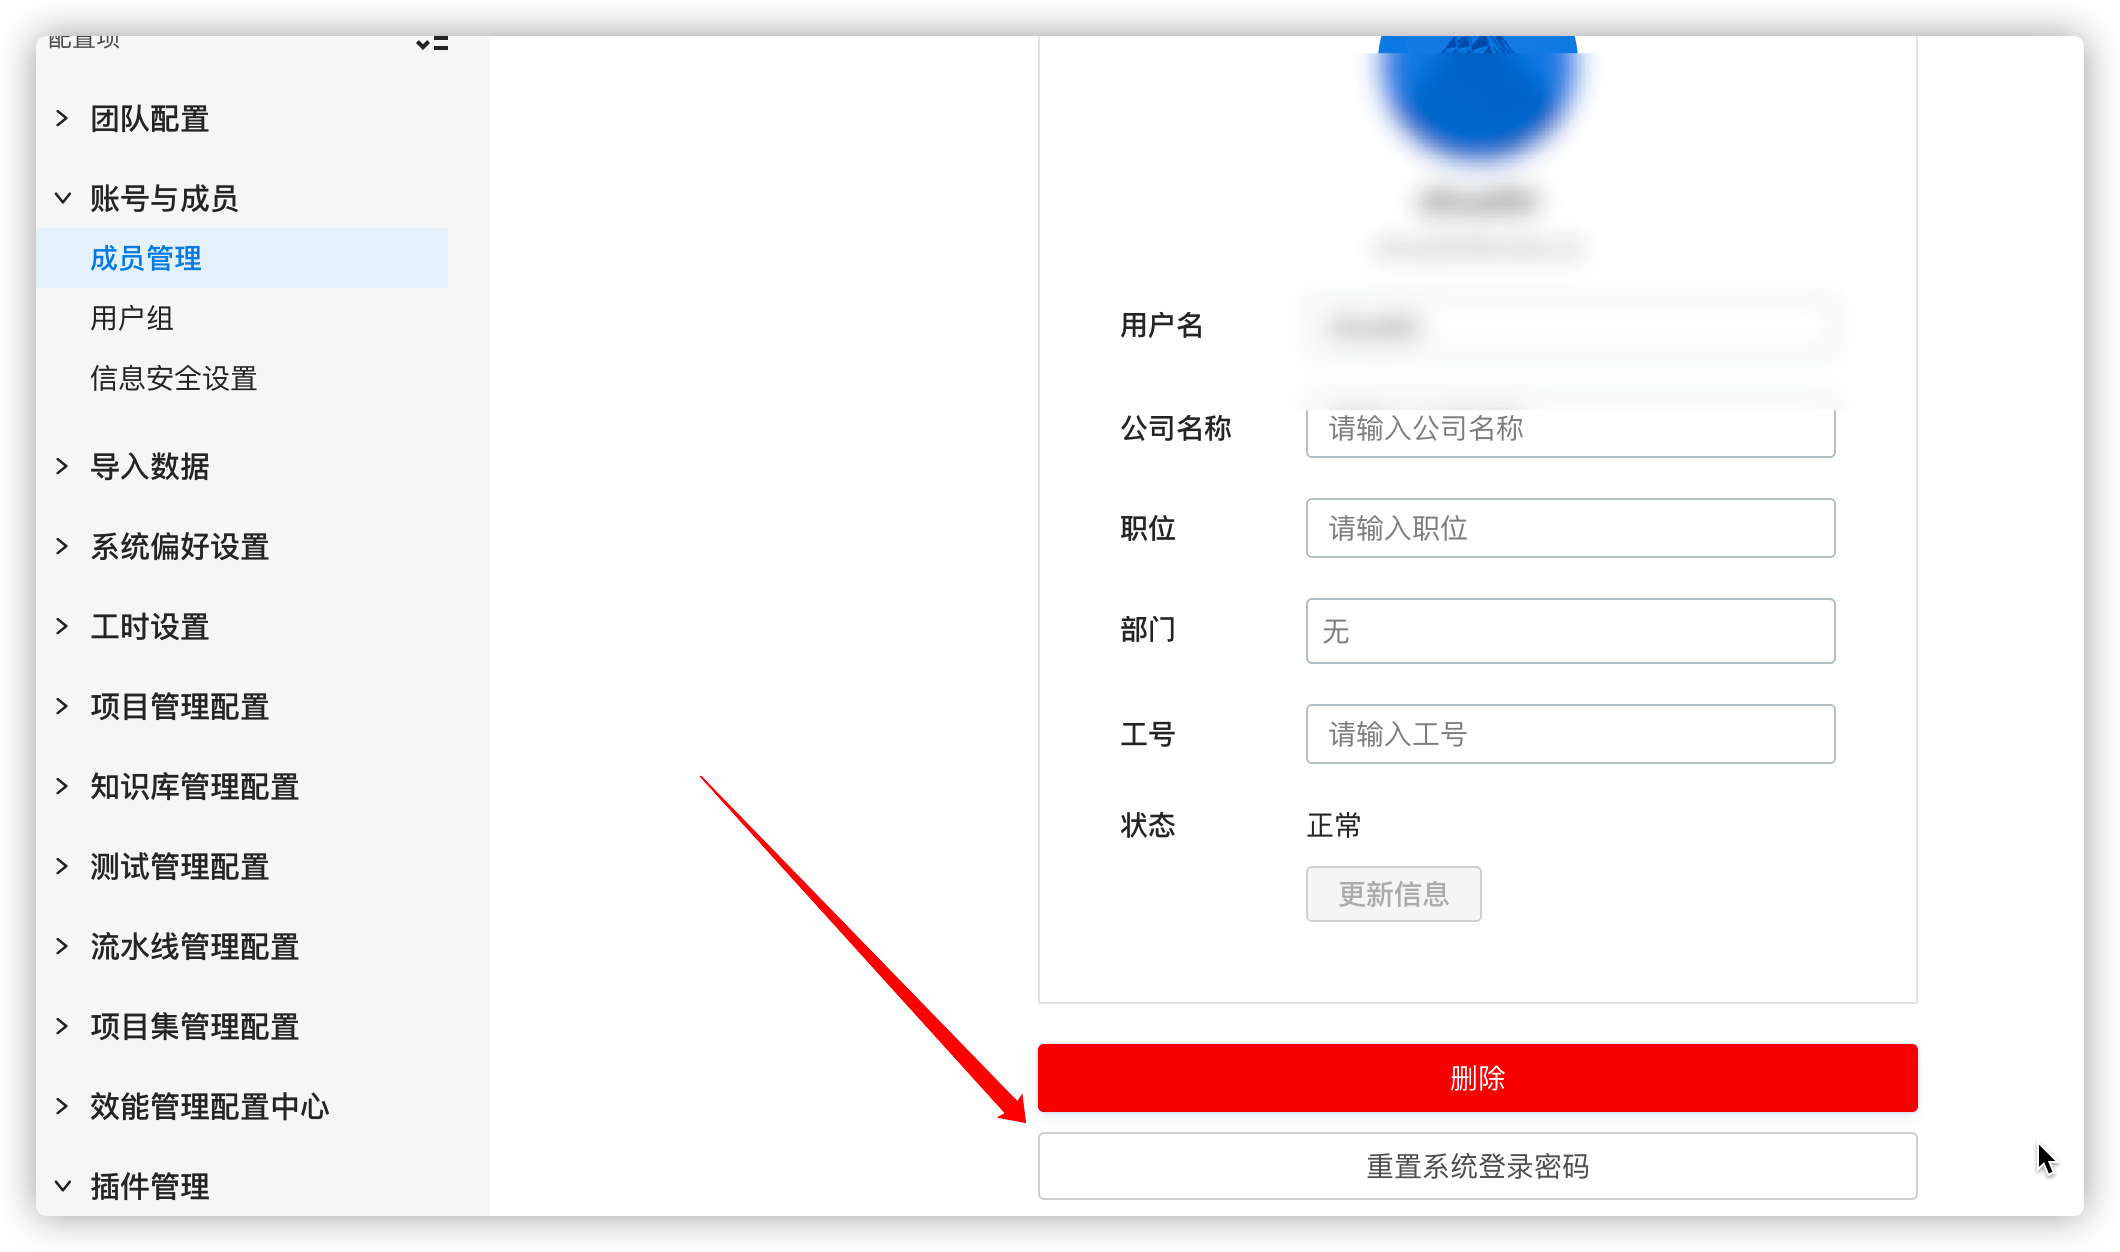 配置项
团队配置
账号与成员
成员管理
用户组
信息安全设置
导入数据
系统偏好设置
工时设置
项目管理配置
知识库管理配置
测试管理配置
流水线管理配置
项目集管理配置
效能管理配置中心
插件管理
用户名
公司名称 请输入公司名称
职位 请输入职位
部门 无
工号 请输入工号
状态 正常
更新信息
删除
重置系统登录密码